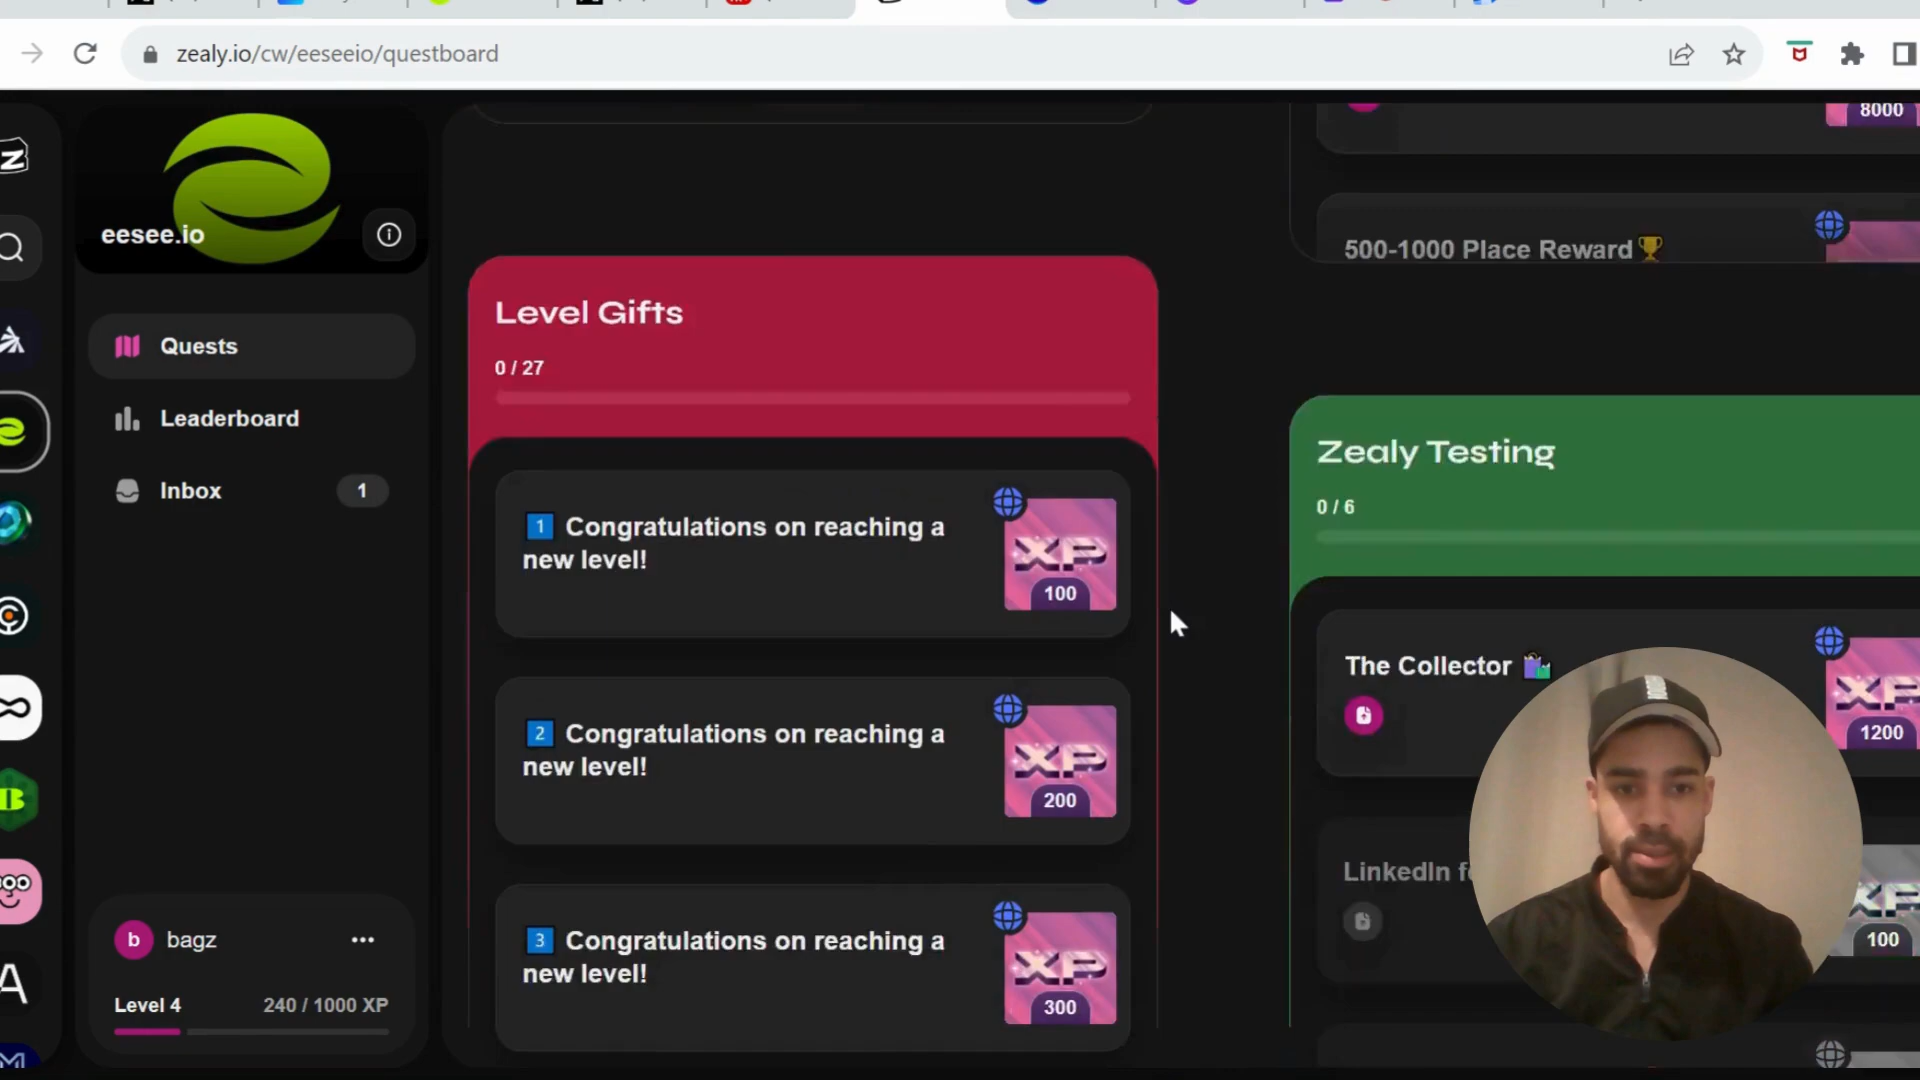 zealy.io/cw/eeseeio/questboard
eesee.io
Quests
Leaderboard
Inbox
1
b
bagz
Level 4
240 / 1000 XP
Level Gifts
0 / 27
1 Congratulations on reaching a
new level!
XP
100
2 Congratulations on reaching a
new level!
XP
200
3 Congratulations on reaching a
new level!
XP
300
8000
500-1000 Place Reward
Zealy Testing
0 / 6
The Collector
XP
1200
LinkedIn
XP
100